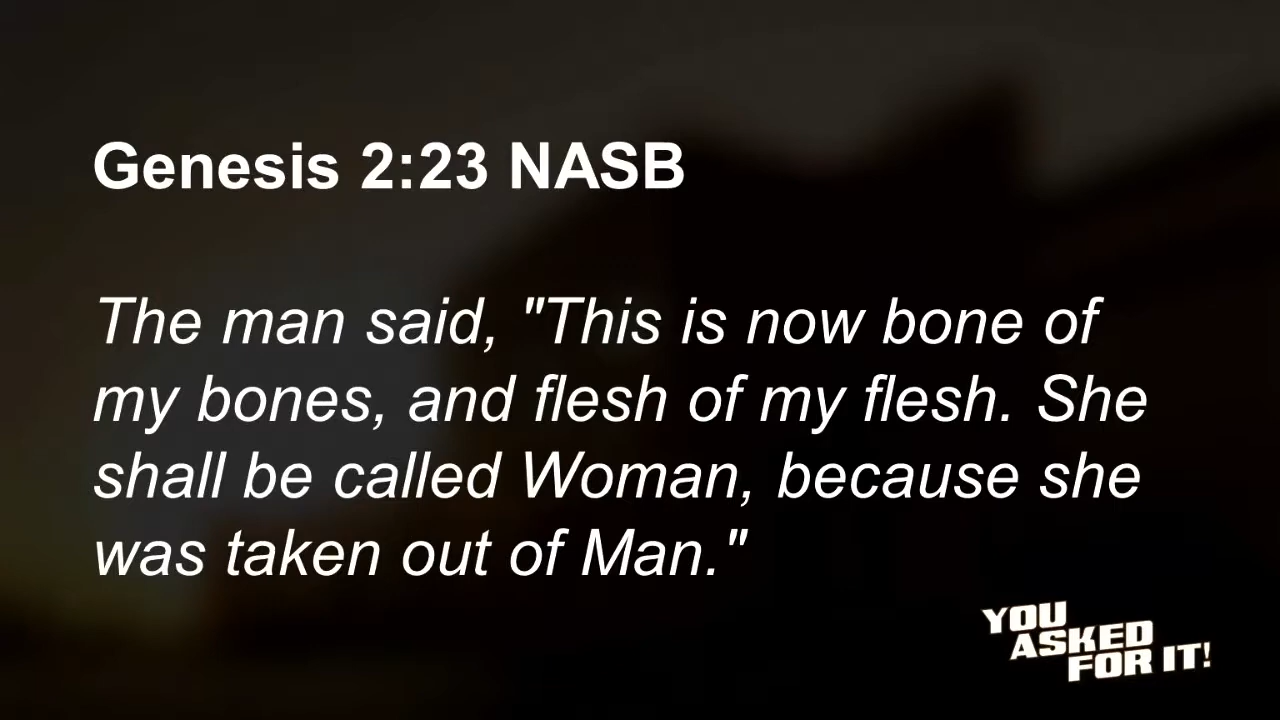 Genesis 2:23 NASB
The man said, "This is now bone of
my bones, and flesh of my flesh. She
shall be called Woman, because she
was taken out of Man."
YOU
ASKED
FOR IT!